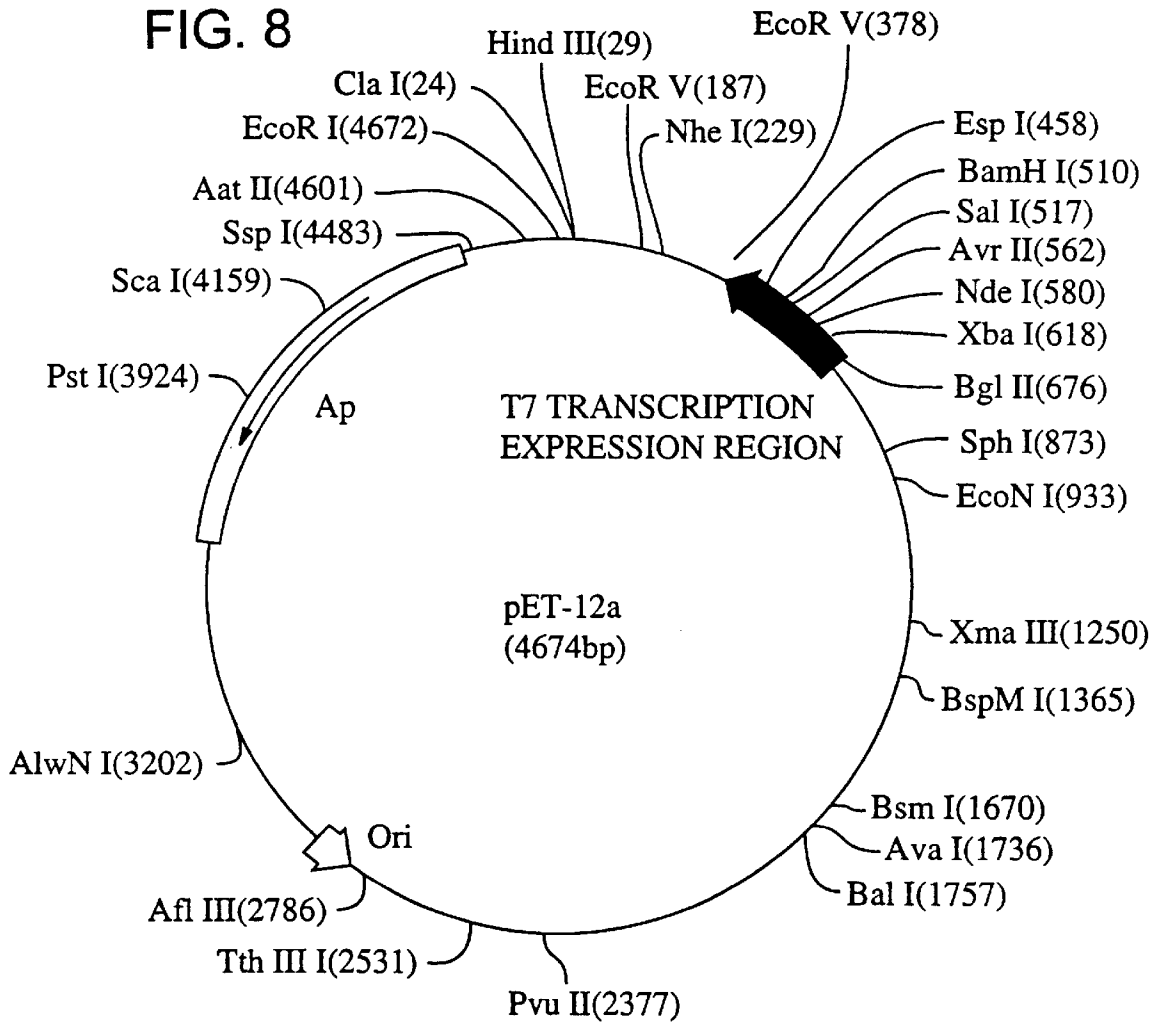 FIG. 8
Hind III(29)
EcoR V(378)
Cla I(24)
EcoR V(187)
EcoR I(4672)
Nhe I(229)
Esp I(458)
Aat II(4601)
BamH I(510)
Ssp I(4483)
Sal I(517)
Avr II(562)
Sca I(4159)
Nde I(580)
Xba I(618)
Pst I(3924)
Bgl II(676)
Ap
T7 TRANSCRIPTION
EXPRESSION REGION
Sph I(873)
EcoN I(933)
pET-12a
(4674bp)
Xma III(1250)
BspM I(1365)
AlwN I(3202)
Bsm I(1670)
Ori
Ava I(1736)
Bal I(1757)
Afl III(2786)
Tth III I(2531)
Pvu II(2377)